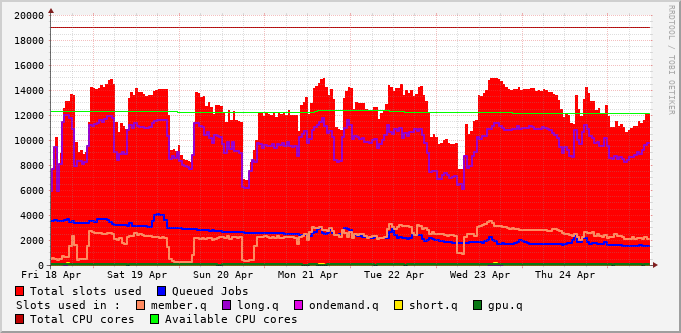 20000
18000
16000
14000
12000
10000
8000
6000
4000
2000
0
Fri 18 Apr Sat 19 Apr Sun 20 Apr Mon 21 Apr Tue 22 Apr Wed 23 Apr Thu 24 Apr
Total slots used Queued Jobs
Slots used in : member.q long.q ondemand.q short.q gpu.q
Total CPU cores Available CPU cores
RRDTOOL / TOBI OETIKER